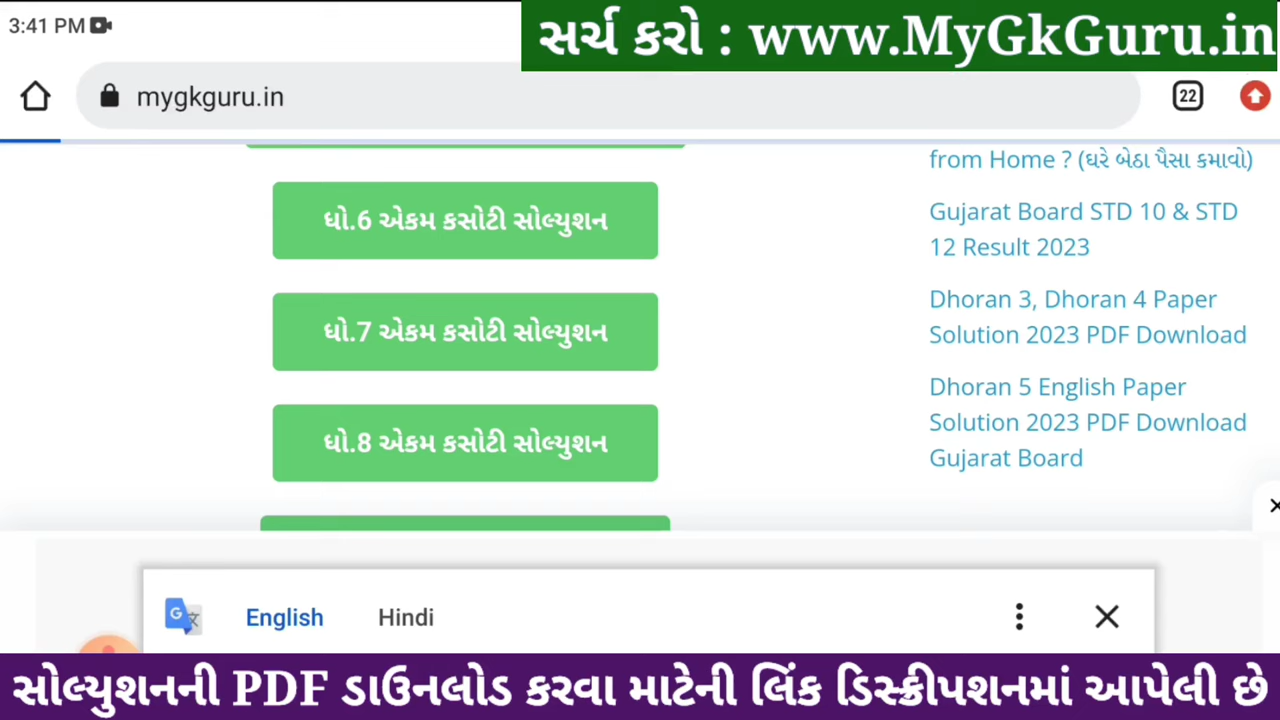 3:41 PM
સર્ચ કરો : www.MyGkGuru.in
mygkguru.in
22
from Home ? (ઘરે બેઠા પૈસા કમાવો)
ધો.6 એકમ કસોટી સોલ્યુશન
Gujarat Board STD 10 & STD
12 Result 2023
ધો.7 એકમ કસોટી સોલ્યુશન
Dhoran 3, Dhoran 4 Paper
Solution 2023 PDF Download
ધો.8 એકમ કસોટી સોલ્યુશન
Dhoran 5 English Paper
Solution 2023 PDF Download
Gujarat Board
English Hindi
સોલ્યુશનની PDF ડાઉનલોડ કરવા માટેની લિંક ડિસ્ક્રીપશનમાં આપેલી છે